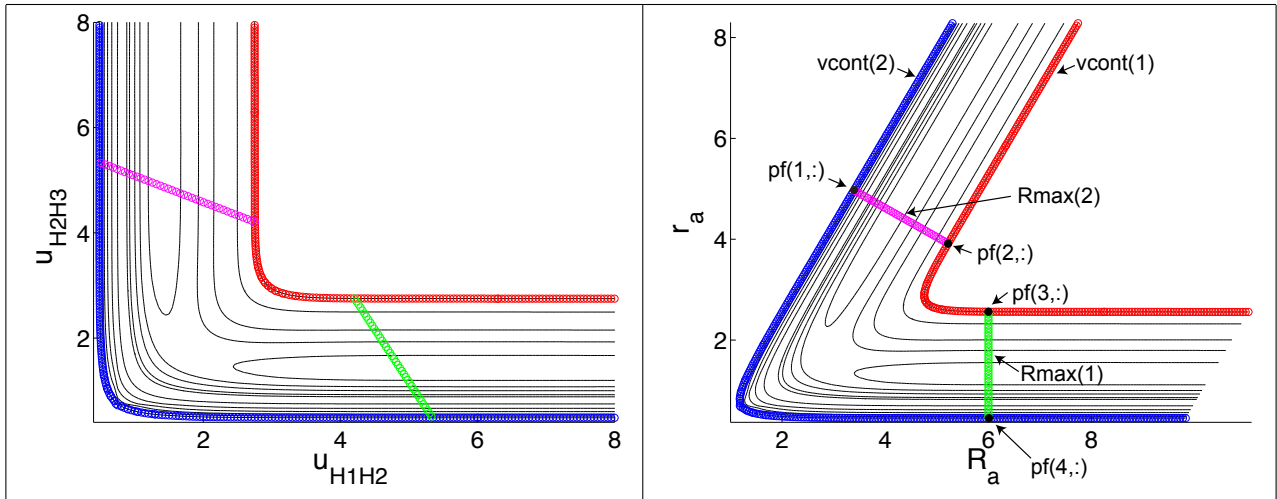 8
6
4
2
u_H2H3
2
4
6
8
u_H1H2
8
6
4
2
r_a
vcont(2)
vcont(1)
pf(1,:)
Rmax(2)
pf(2,:)
pf(3,:)
Rmax(1)
pf(4,:)
2
4
6
8
R_a